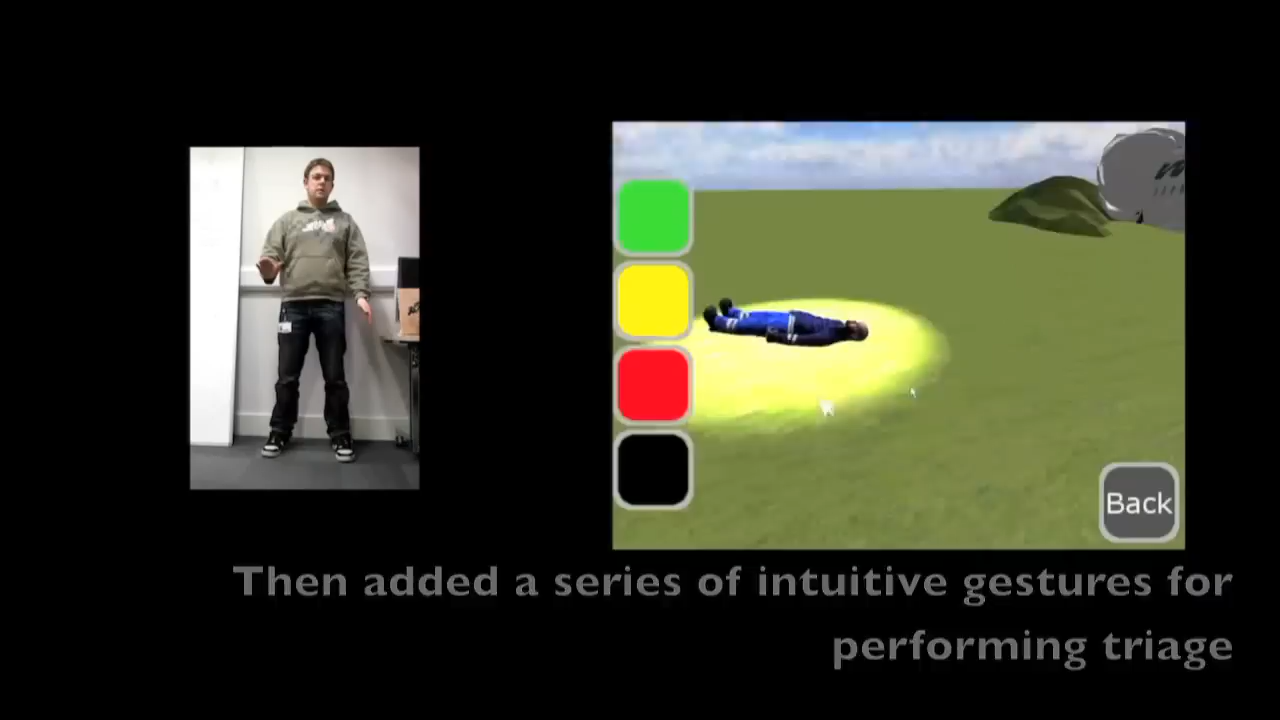 Back
Then added a series of intuitive gestures for
performing triage